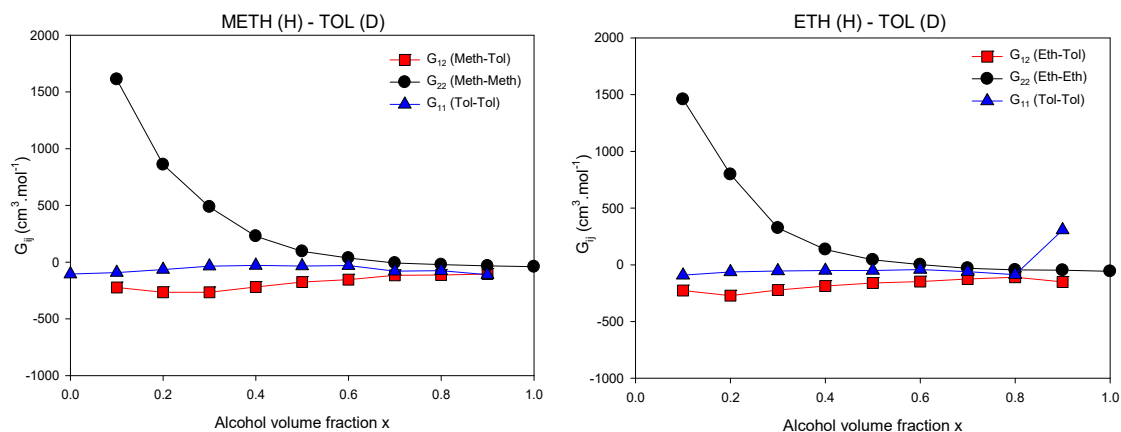 METH (H) - TOL (D)
2000
1500
1000
500
0
-500
-1000
G_ij (cm³.mol⁻¹)
G₁₂ (Meth-Tol)
G₂₂ (Meth-Meth)
G₁₁ (Tol-Tol)
0.0 0.2 0.4 0.6 0.8 1.0
Alcohol volume fraction x
ETH (H) - TOL (D)
2000
1500
1000
500
0
-500
-1000
G_ij (cm³.mol⁻¹)
G₁₂ (Eth-Tol)
G₂₂ (Eth-Eth)
G₁₁ (Tol-Tol)
0.0 0.2 0.4 0.6 0.8 1.0
Alcohol volume fraction x